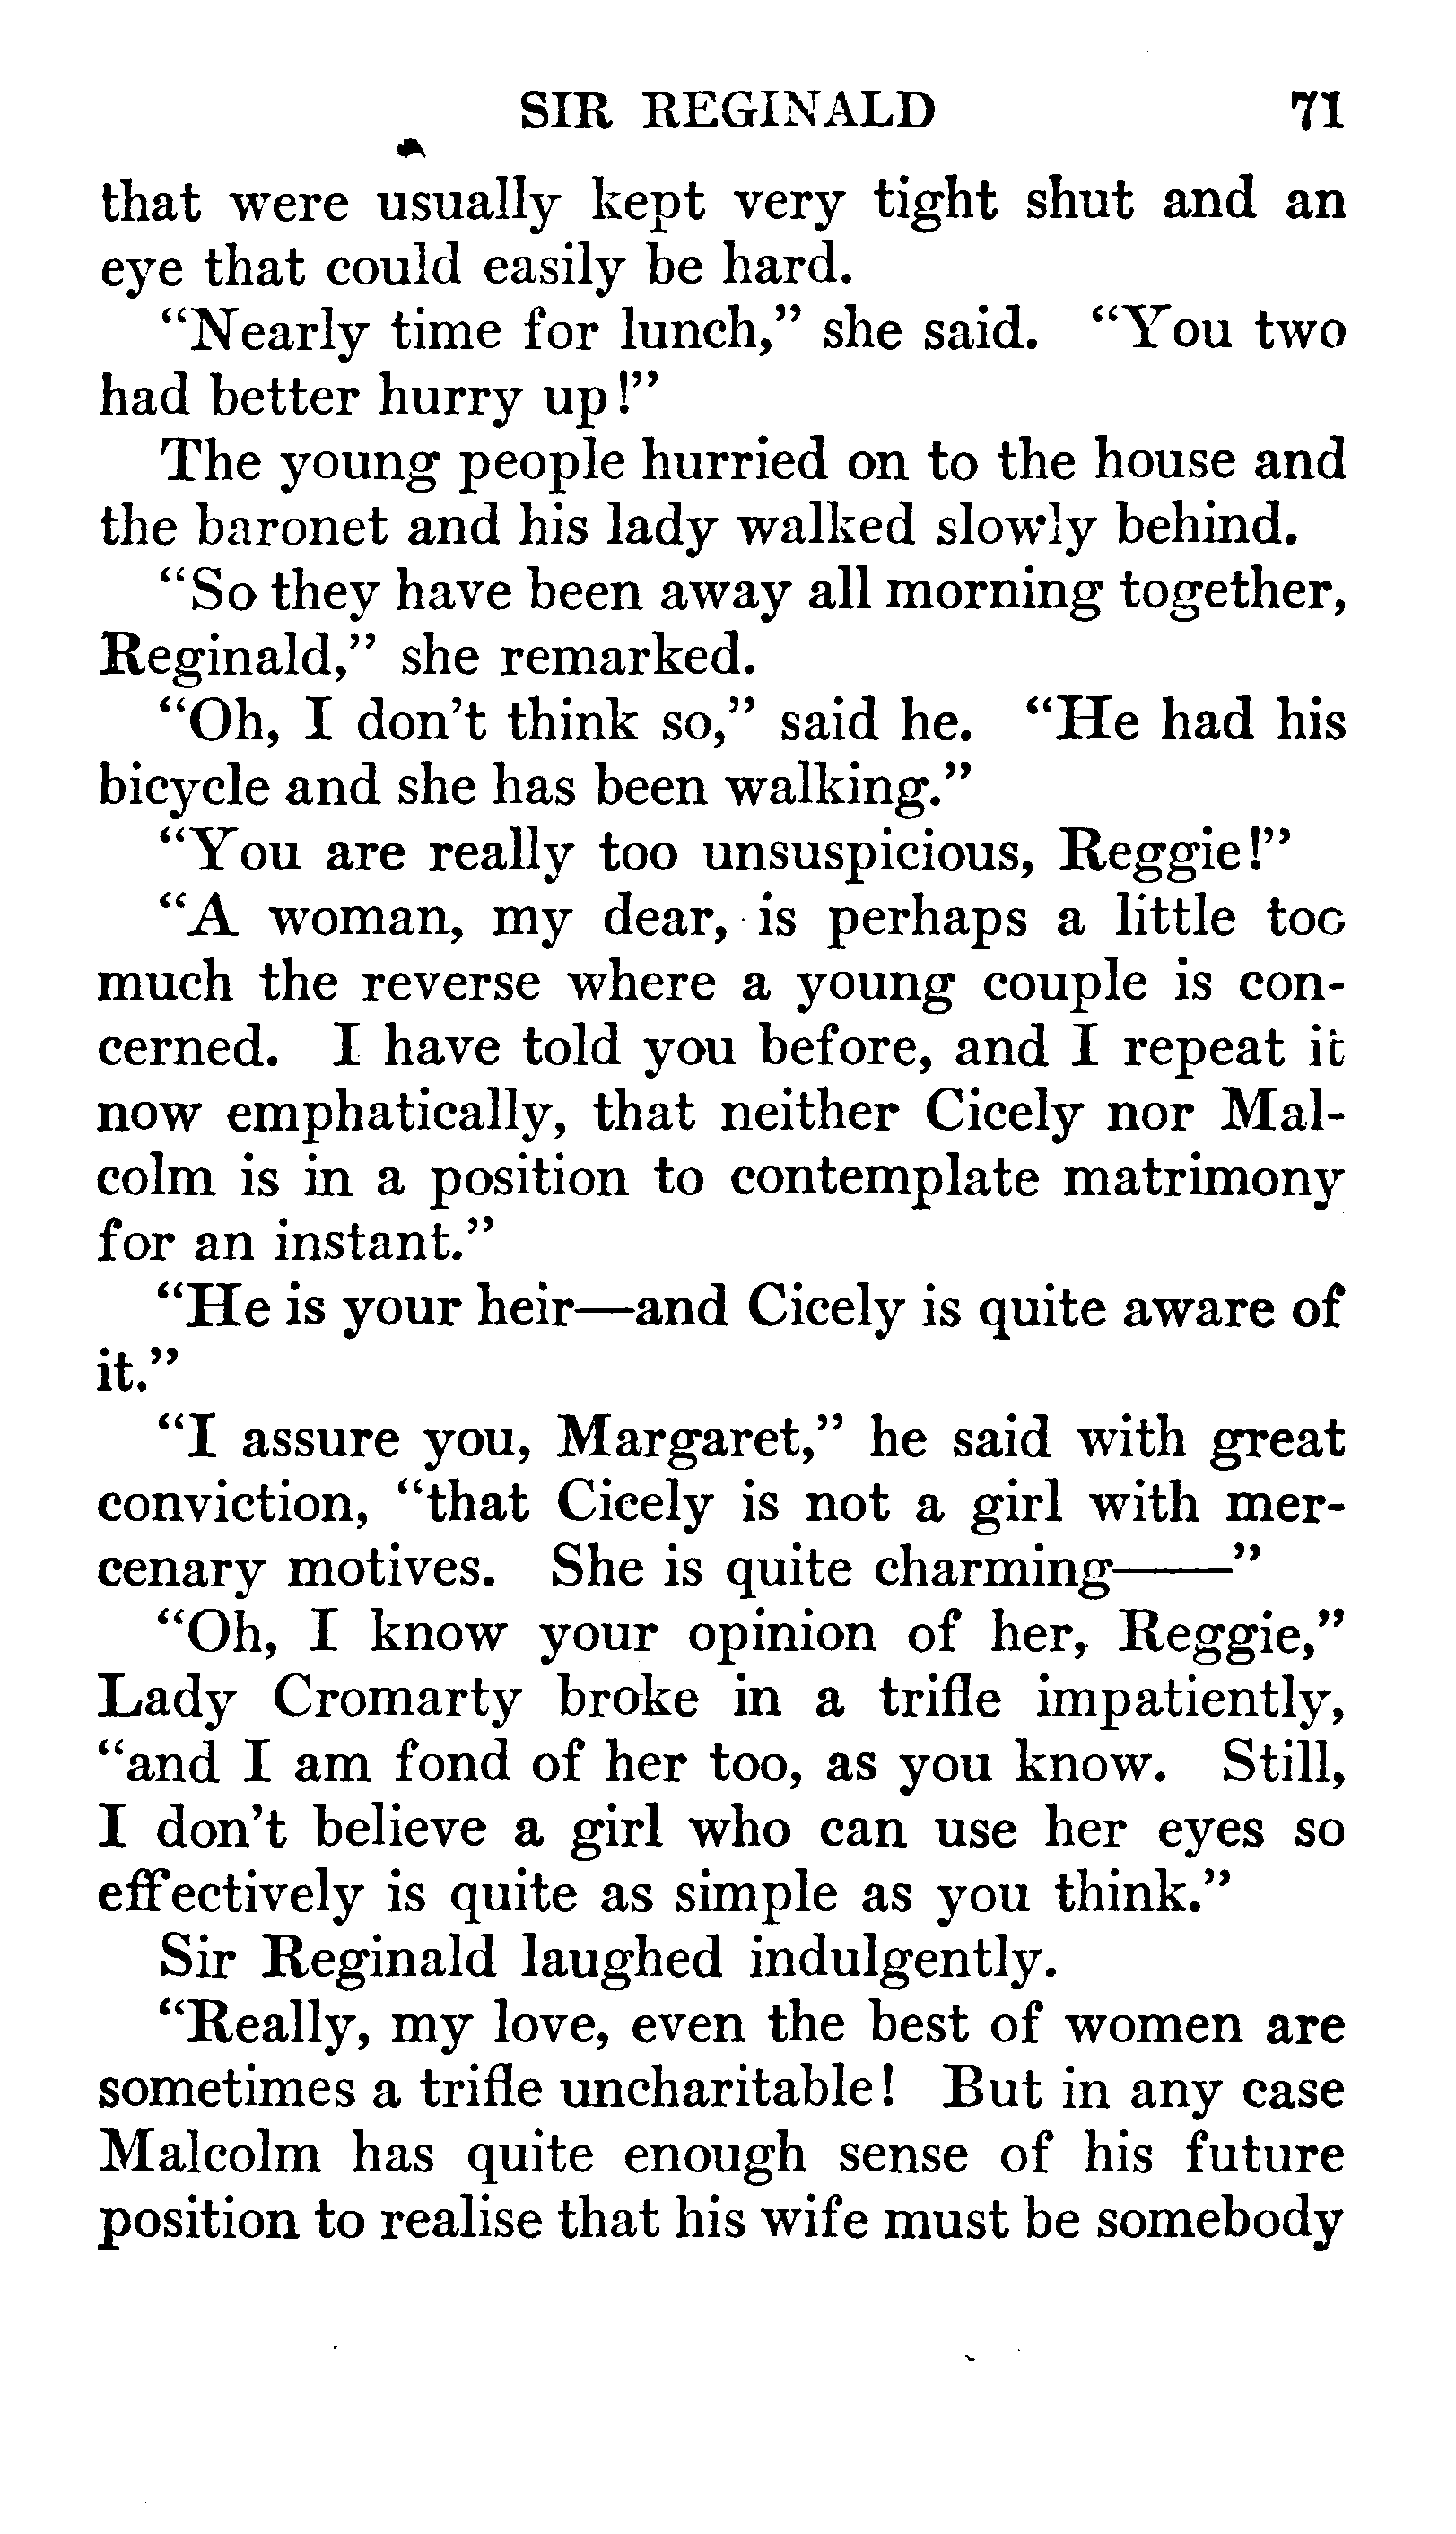 SIR REGINALD 71
that were usually kept very tight shut and an
eye that could easily be hard.
"Nearly time for lunch," she said. "You two
had better hurry up!"
The young people hurried on to the house and
the baronet and his lady walked slowly behind.
"So they have been away all morning together,
Reginald," she remarked.
"Oh, I don't think so," said he. "He had his
bicycle and she has been walking."
"You are really too unsuspicious, Reggie!"
"A woman, my dear, is perhaps a little too
much the reverse where a young couple is con-
cerned. I have told you before, and I repeat it
now emphatically, that neither Cicely nor Mal-
colm is in a position to contemplate matrimony
for an instant."
"He is your heir—and Cicely is quite aware of
it."
"I assure you, Margaret," he said with great
conviction, "that Cicely is not a girl with mer-
cenary motives. She is quite charming——"
"Oh, I know your opinion of her, Reggie,"
Lady Cromarty broke in a trifle impatiently,
"and I am fond of her too, as you know. Still,
I don't believe a girl who can use her eyes so
effectively is quite as simple as you think."
Sir Reginald laughed indulgently.
"Really, my love, even the best of women are
sometimes a trifle uncharitable! But in any case
Malcolm has quite enough sense of his future
position to realise that his wife must be somebody